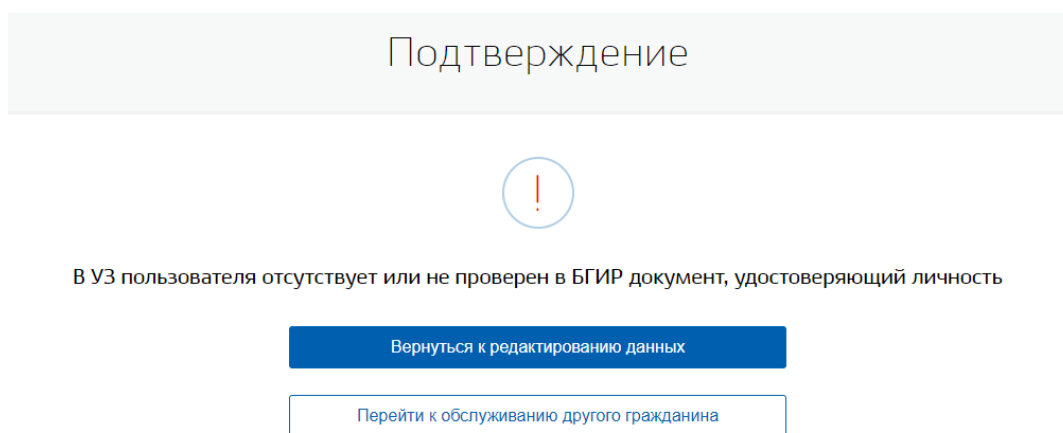 Подтверждение
!
В УЗ пользователя отсутствует или не проверен в БГИР документ, удостоверяющий личность
Вернуться к редактированию данных
Перейти к обслуживанию другого гражданина